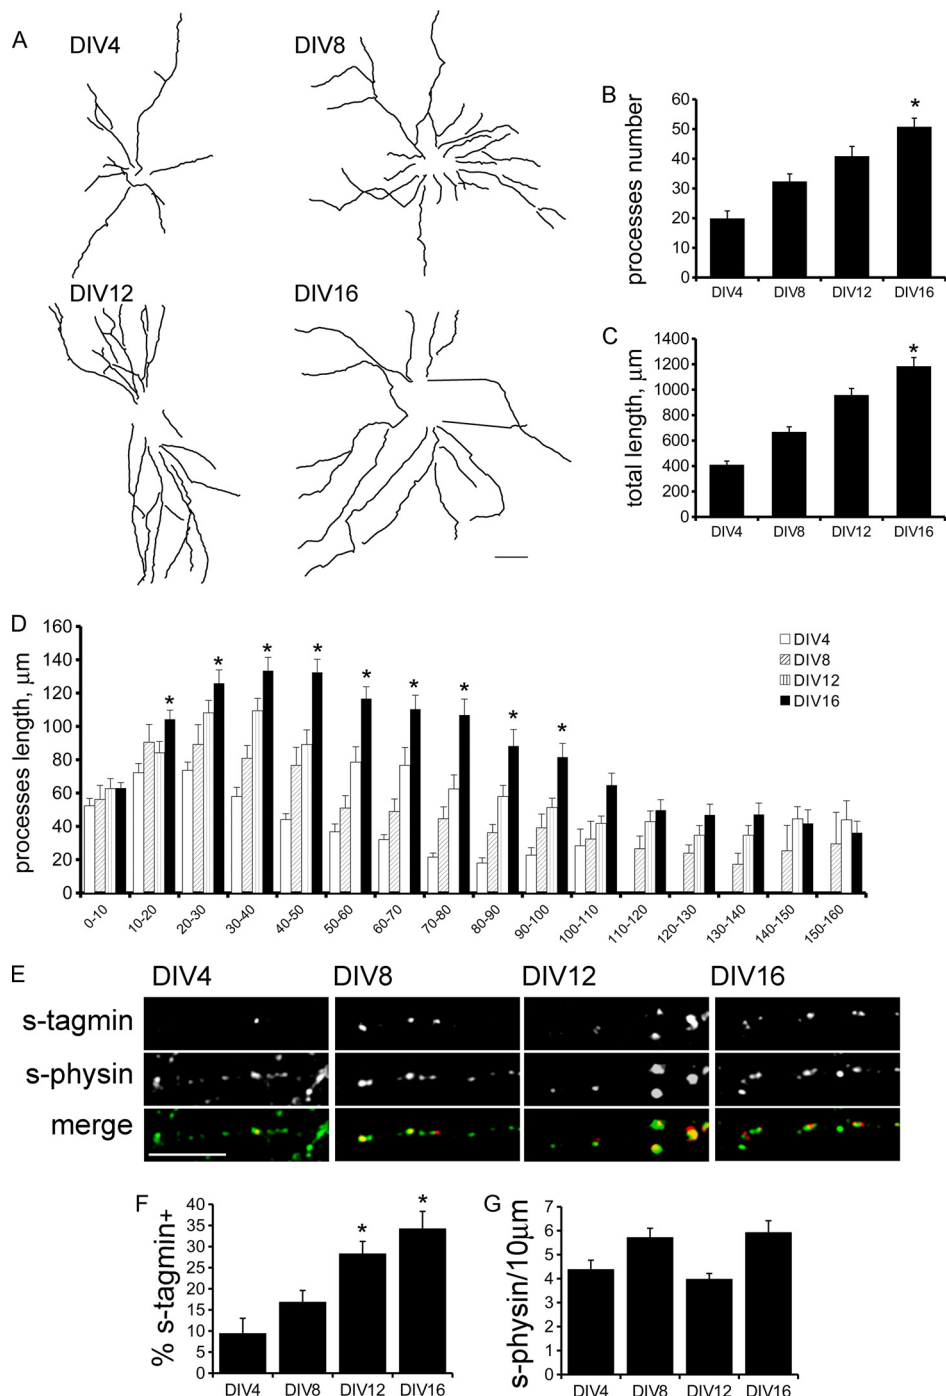 A
DIV4
DIV8
DIV12
DIV16
B
processes number
60
50
40
30
20
10
0
*
DIV4 DIV8 DIV12 DIV16
C
total length, µm
1400
1200
1000
800
600
400
200
0
*
DIV4 DIV8 DIV12 DIV16
D
processes length, µm
160
140
120
100
80
60
40
20
0
* * * * * * * * *
DIV4
DIV8
DIV12
DIV16
0-10 10-20 20-30 30-40 40-50 50-60 60-70 70-80 80-90 90-100 100-110 110-120 120-130 130-140 140-150 150-160
E
DIV4 DIV8 DIV12 DIV16
s-tagmin
s-physin
merge
F
% s-tagmin+
40
35
30
25
20
15
10
5
0
* *
DIV4 DIV8 DIV12 DIV16
G
s-physin/10µm
7
6
5
4
3
2
1
0
DIV4 DIV8 DIV12 DIV16